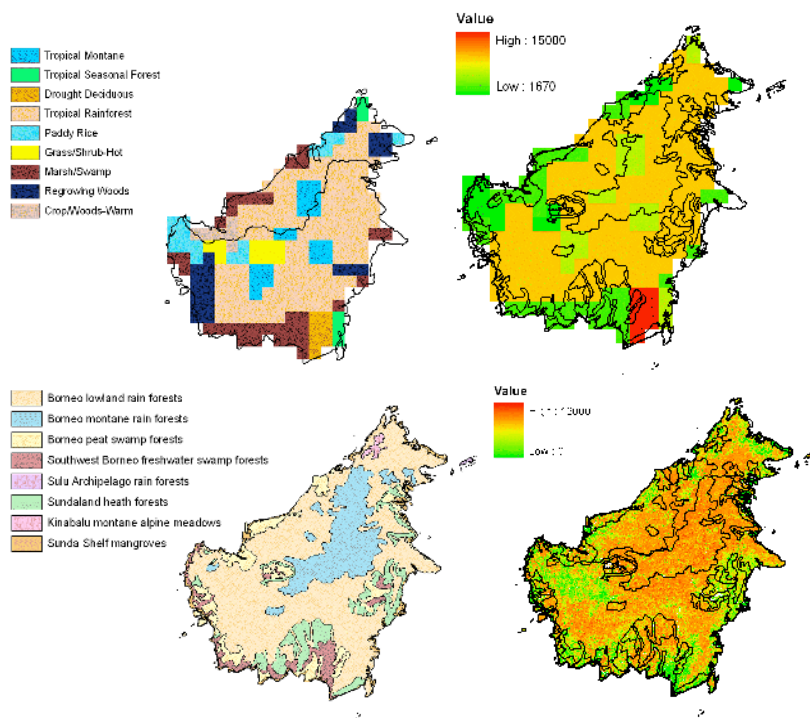 Tropical Montane
Tropical Seasonal Forest
Drought Deciduous
Tropical Rainforest
Paddy Rice
Grass/Shrub-Hot
Marsh/Swamp
Regrowing Woods
Crop/Woods-Warm
Value
High : 15000
Low : 1670
Borneo lowland rain forests
Borneo montane rain forests
Borneo peat swamp forests
Southwest Borneo freshwater swamp forests
Sulu Archipelago rain forests
Sundaland heath forests
Kinabalu montane alpine meadows
Sunda Shelf mangroves
Value
: 12000
Low :